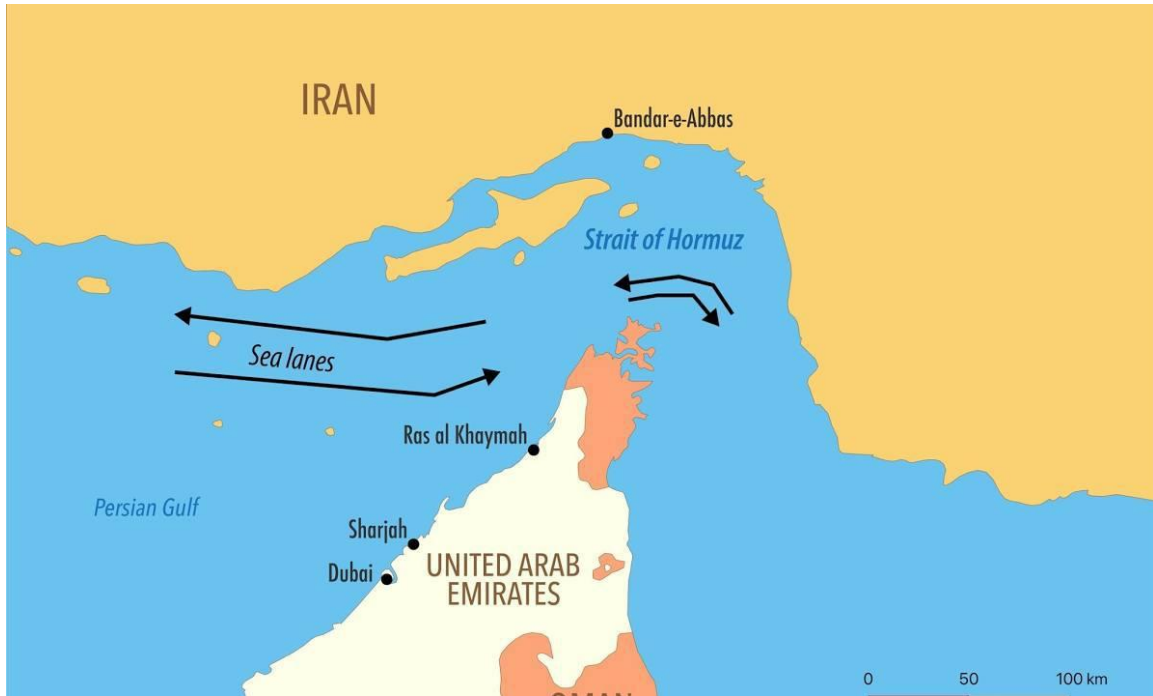 IRAN
Bandar-e-Abbas
Strait of Hormuz
Sea lanes
Ras al Khaymah
Persian Gulf
Sharjah
UNITED ARAB
EMIRATES
Dubai
OMAN
0 50 100 km